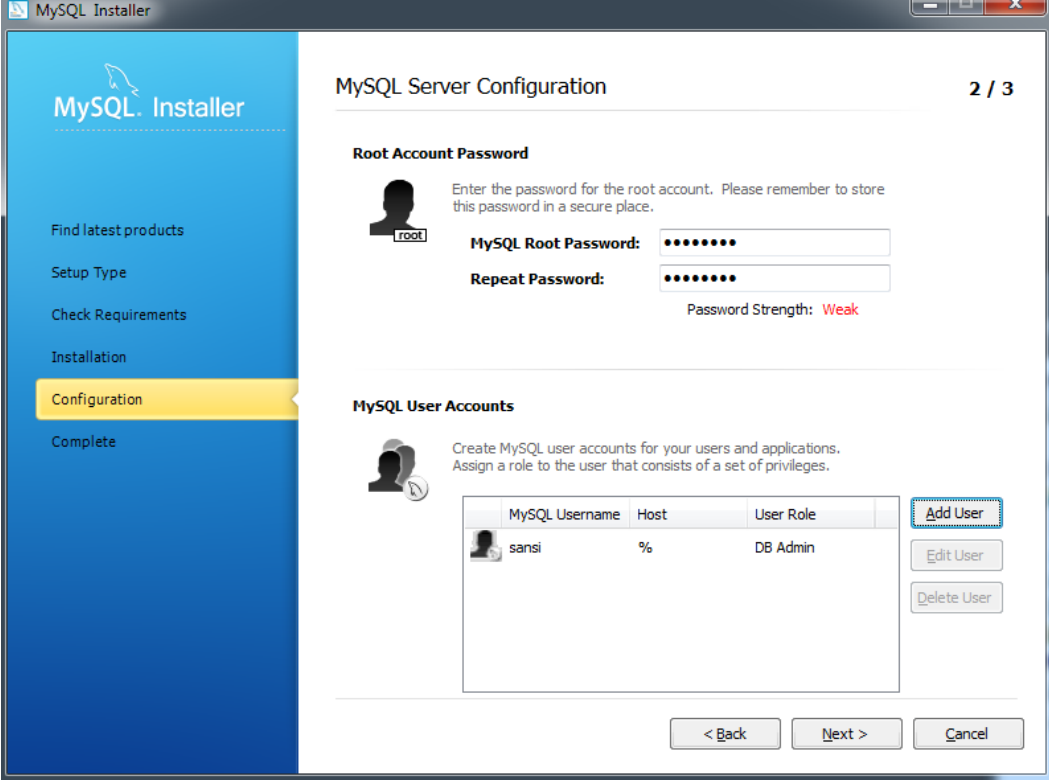 MySQL Installer
MySQL. Installer
Find latest products
Setup Type
Check Requirements
Installation
Configuration
Complete
MySQL Server Configuration
2 / 3
Root Account Password
Enter the password for the root account. Please remember to store
this password in a secure place.
root
MySQL Root Password: ●●●●●●●●
Repeat Password: ●●●●●●●●
Password Strength: Weak
MySQL User Accounts
Create MySQL user accounts for your users and applications.
Assign a role to the user that consists of a set of privileges.
MySQL Username Host User Role
sansi % DB Admin
Add User
Edit User
Delete User
< Back Next > Cancel